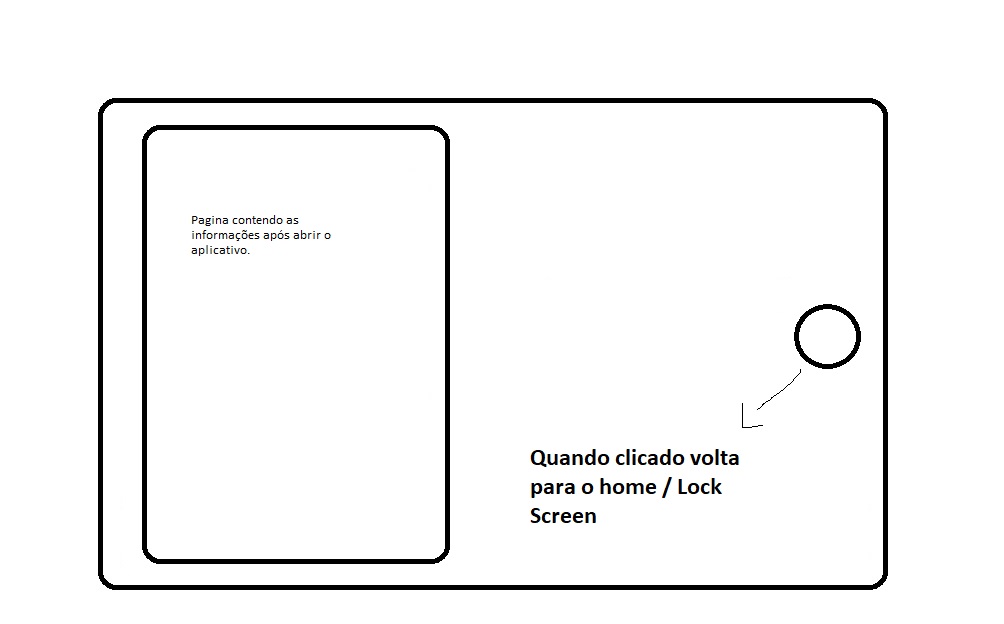 Pagina contendo as
informações após abrir o
aplicativo.
Quando clicado volta
para o home / Lock
Screen